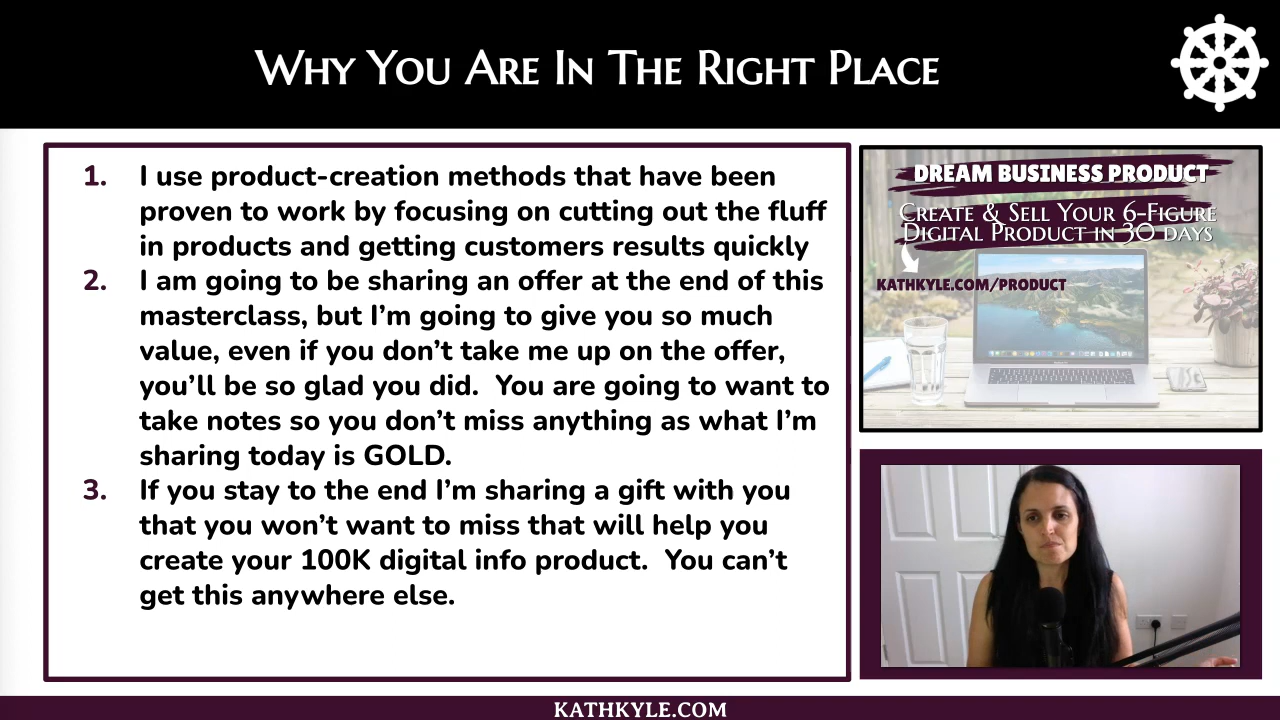 Why You Are In The Right Place
1. I use product-creation methods that have been
proven to work by focusing on cutting out the fluff
in products and getting customers results quickly
2. I am going to be sharing an offer at the end of this
masterclass, but I’m going to give you so much
value, even if you don’t take me up on the offer,
you’ll be so glad you did.  You are going to want to
take notes so you don’t miss anything as what I’m
sharing today is GOLD.
3. If you stay to the end I’m sharing a gift with you
that you won’t want to miss that will help you
create your 100K digital info product.  You can’t
get this anywhere else.
DREAM BUSINESS PRODUCT
Create & Sell Your 6-Figure
Digital Product in 30 days
KATHKYLE.COM/PRODUCT
KATHKYLE.COM